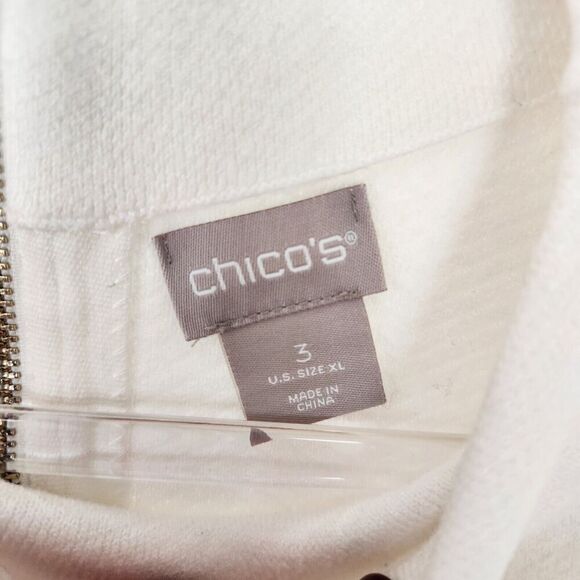 chico's®
3
U.S. SIZE XL
MADE IN
CHINA